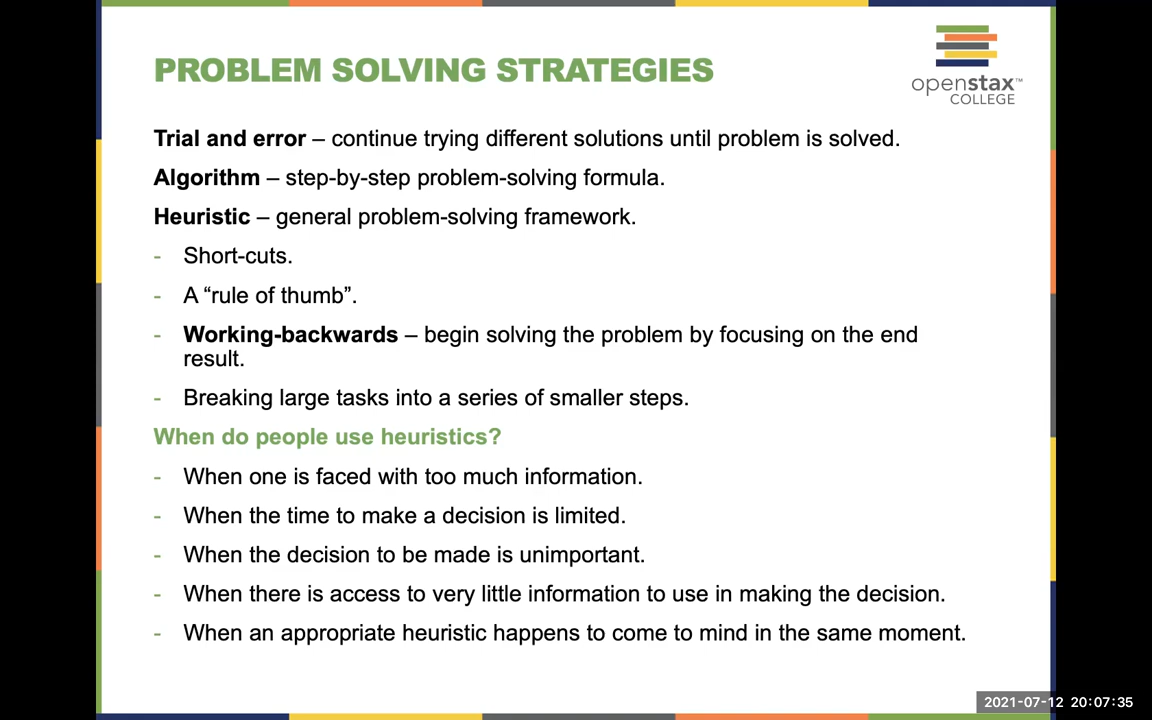 PROBLEM SOLVING STRATEGIES
openstax™
COLLEGE
Trial and error – continue trying different solutions until problem is solved.
Algorithm – step-by-step problem-solving formula.
Heuristic – general problem-solving framework.
- Short-cuts.
- A “rule of thumb”.
- Working-backwards – begin solving the problem by focusing on the end
result.
- Breaking large tasks into a series of smaller steps.
When do people use heuristics?
- When one is faced with too much information.
- When the time to make a decision is limited.
- When the decision to be made is unimportant.
- When there is access to very little information to use in making the decision.
- When an appropriate heuristic happens to come to mind in the same moment.
2021-07-12 20:07:35